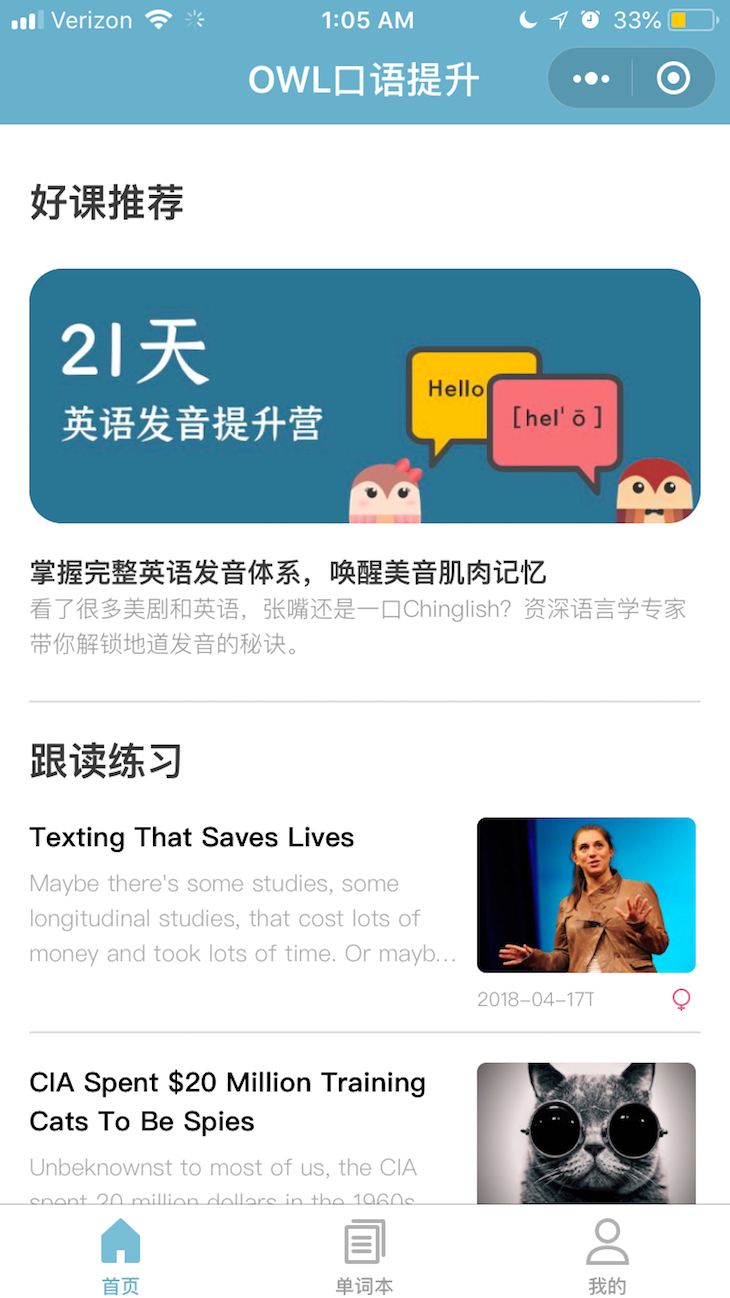 Verizon 1:05 AM 33%
OWL口语提升
好课推荐
21天
英语发音提升营
Hello
[hel' ō]
掌握完整英语发音体系，唤醒美音肌肉记忆
看了很多美剧和英语，张嘴还是一口Chinglish？资深语言学专家
带你解锁地道发音的秘诀。
跟读练习
Texting That Saves Lives
Maybe there's some studies, some
longitudinal studies, that cost lots of
money and took lots of time. Or mayb...
2018-04-17T
CIA Spent $20 Million Training
Cats To Be Spies
Unbeknownst to most of us, the CIA
spent 20 million dollars in the 1960s
首页 单词本 我的